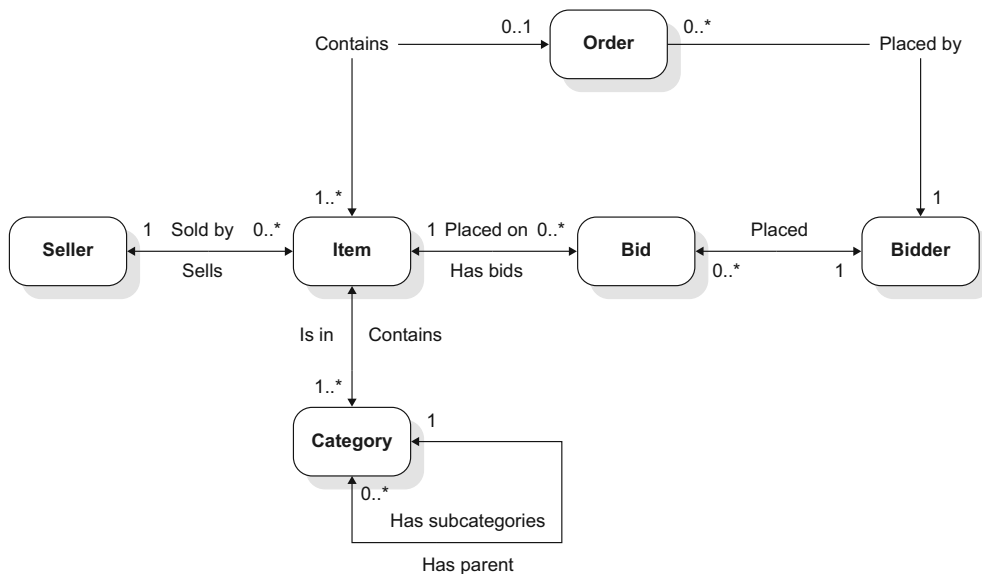 Contains 0..1 Order 0..* Placed by
1..* 1
Seller 1 Sold by 0..* Item 1 Placed on 0..* Bid Placed Bidder
Sells Has bids 0..* 1
Is in Contains
1..*
Category 1
0..*
Has subcategories
Has parent